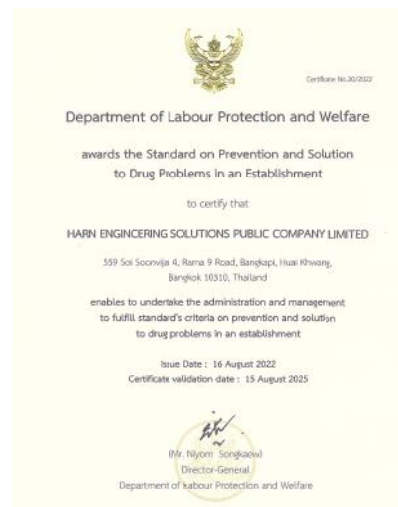 Certificate No.30/2022
Department of Labour Protection and Welfare
awards the Standard on Prevention and Solution
to Drug Problems in an Establishment
to certify that
HARN ENGINCERING SOLUTIONS PUBLIC COMPANY LIMITED
559 Soi Soonvijai 4, Rama 9 Road, Bangkapi, Huai Khwang,
Bangkok 10310, Thailand
enables to undertake the administration and management
to fulfill standard's criteria on prevention and solution
to drug problems in an establishment
Issue Date : 16 August 2022
Certificate validation date : 15 August 2025
(Mr. Niyom Songkaew)
Director-General
Department of Labour Protection and Welfare